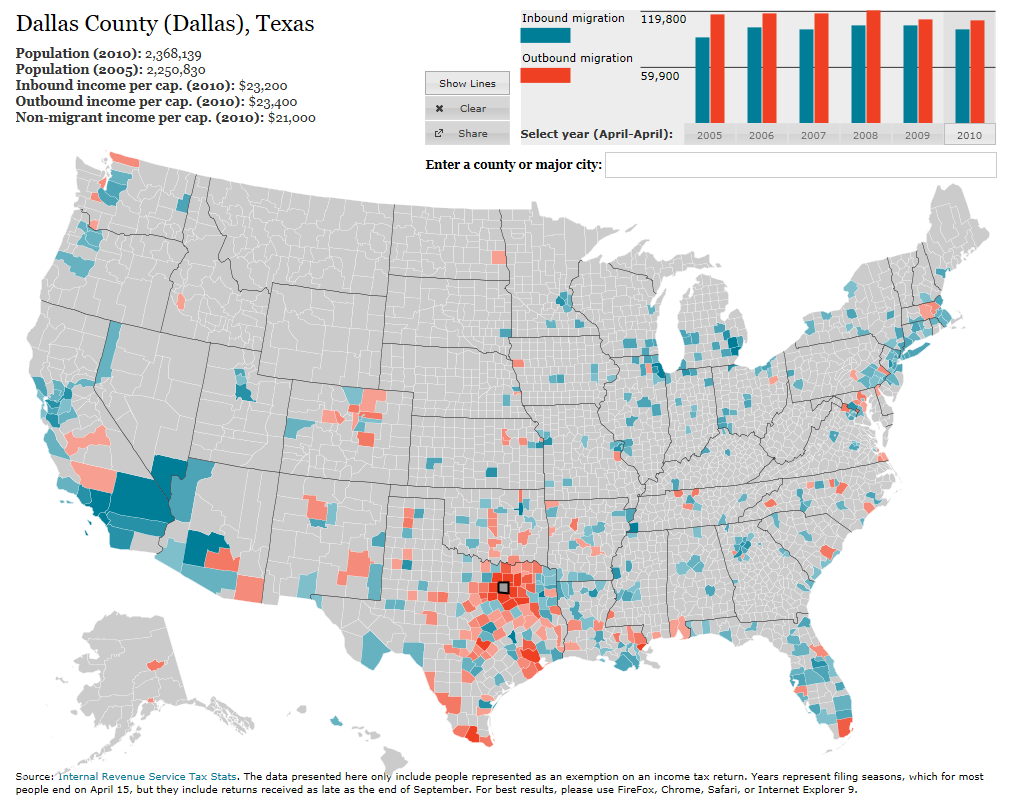 Dallas County (Dallas), Texas
Population (2010): 2,368,139
Population (2005): 2,250,830
Inbound income per cap. (2010): $23,200
Outbound income per cap. (2010): $23,400
Non-migrant income per cap. (2010): $21,000
Show Lines
Clear
Share
Inbound migration
Outbound migration
119,800
59,900
Select year (April-April):
2005
2006
2007
2008
2009
2010
Enter a county or major city:
Source: Internal Revenue Service Tax Stats. The data presented here only include people represented as an exemption on an income tax return. Years represent filing seasons, which for most
people end on April 15, but they include returns received as late as the end of September. For best results, please use FireFox, Chrome, Safari, or Internet Explorer 9.